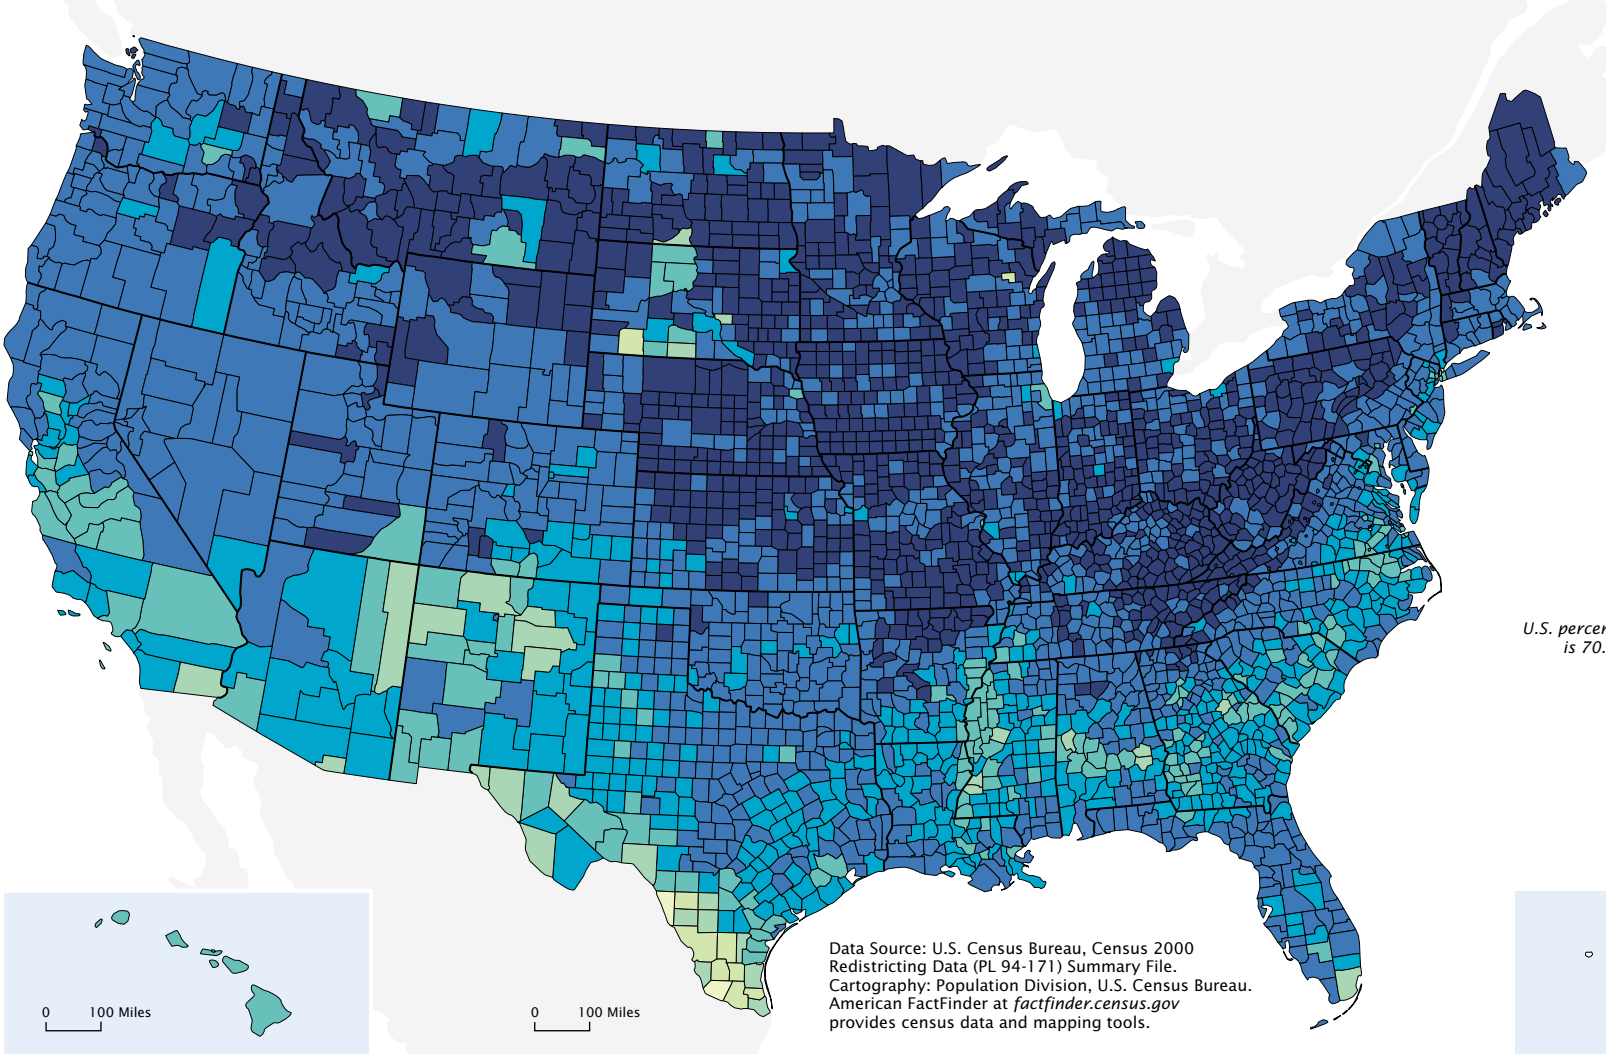 U.S. percen
is 70.
Data Source: U.S. Census Bureau, Census 2000
Redistricting Data (PL 94-171) Summary File.
Cartography: Population Division, U.S. Census Bureau.
American FactFinder at factfinder.census.gov
provides census data and mapping tools.
0 100 Miles
0 100 Miles